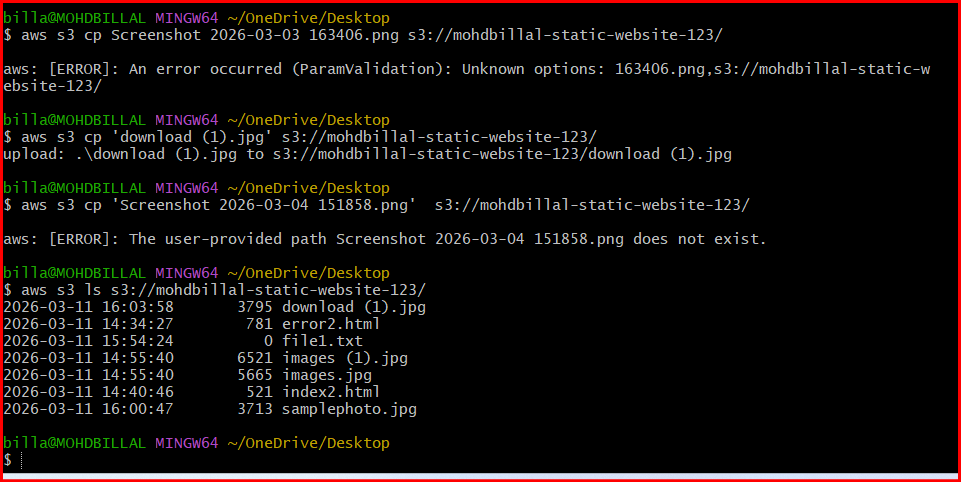 billa@MOHDBILLAL MINGW64 ~/OneDrive/Desktop
$ aws s3 cp Screenshot 2026-03-03 163406.png s3://mohdbillal-static-website-123/
aws: [ERROR]: An error occurred (ParamValidation): Unknown options: 163406.png,s3://mohdbillal-static-w
ebsite-123/
billa@MOHDBILLAL MINGW64 ~/OneDrive/Desktop
$ aws s3 cp 'download (1).jpg' s3://mohdbillal-static-website-123/
upload: .\download (1).jpg to s3://mohdbillal-static-website-123/download (1).jpg
billa@MOHDBILLAL MINGW64 ~/OneDrive/Desktop
$ aws s3 cp 'Screenshot 2026-03-04 151858.png'  s3://mohdbillal-static-website-123/
aws: [ERROR]: The user-provided path Screenshot 2026-03-04 151858.png does not exist.
billa@MOHDBILLAL MINGW64 ~/OneDrive/Desktop
$ aws s3 ls s3://mohdbillal-static-website-123/
2026-03-11 16:03:58       3795 download (1).jpg
2026-03-11 14:34:27        781 error2.html
2026-03-11 15:54:24          0 file1.txt
2026-03-11 14:55:40       6521 images (1).jpg
2026-03-11 14:55:40       5665 images.jpg
2026-03-11 14:40:46        521 index2.html
2026-03-11 16:00:47       3713 samplephoto.jpg
billa@MOHDBILLAL MINGW64 ~/OneDrive/Desktop
$